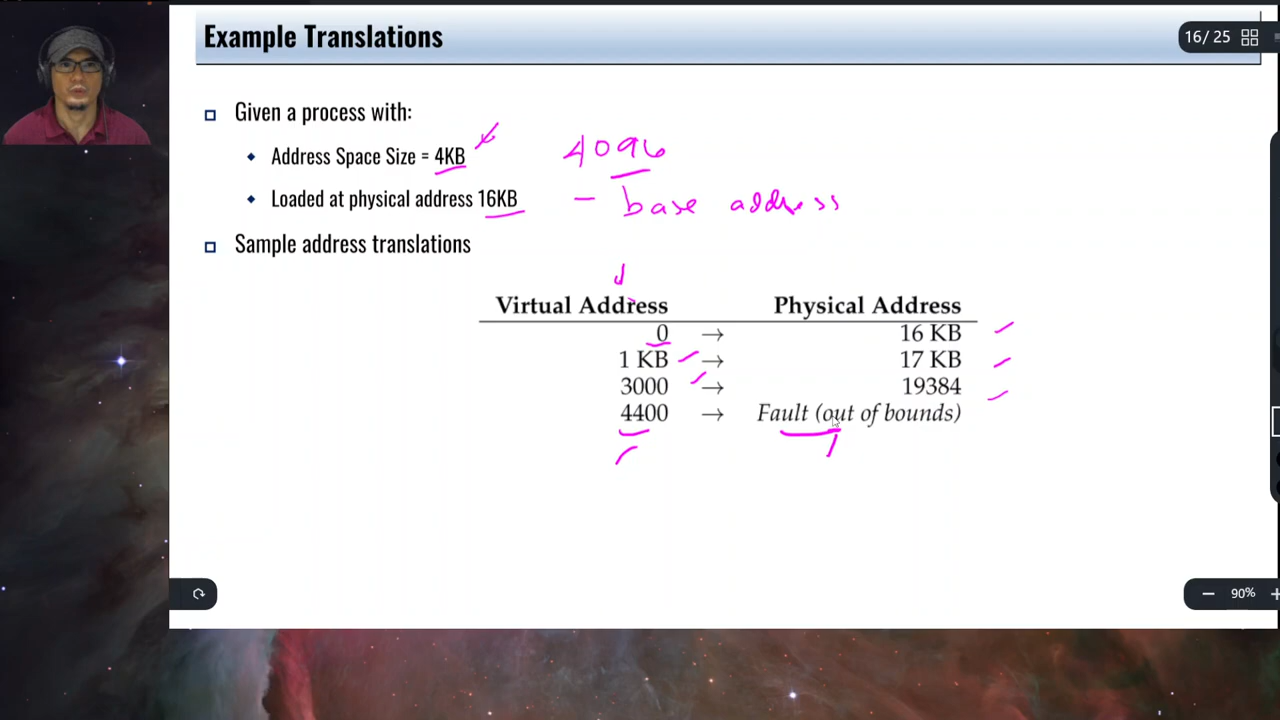 Example Translations
16/ 25
Given a process with:
Address Space Size = 4KB
4096
Loaded at physical address 16KB
– base address
Sample address translations
Virtual Address Physical Address
0 → 16 KB
1 KB → 17 KB
3000 → 19384
4400 → Fault (out of bounds)
90%